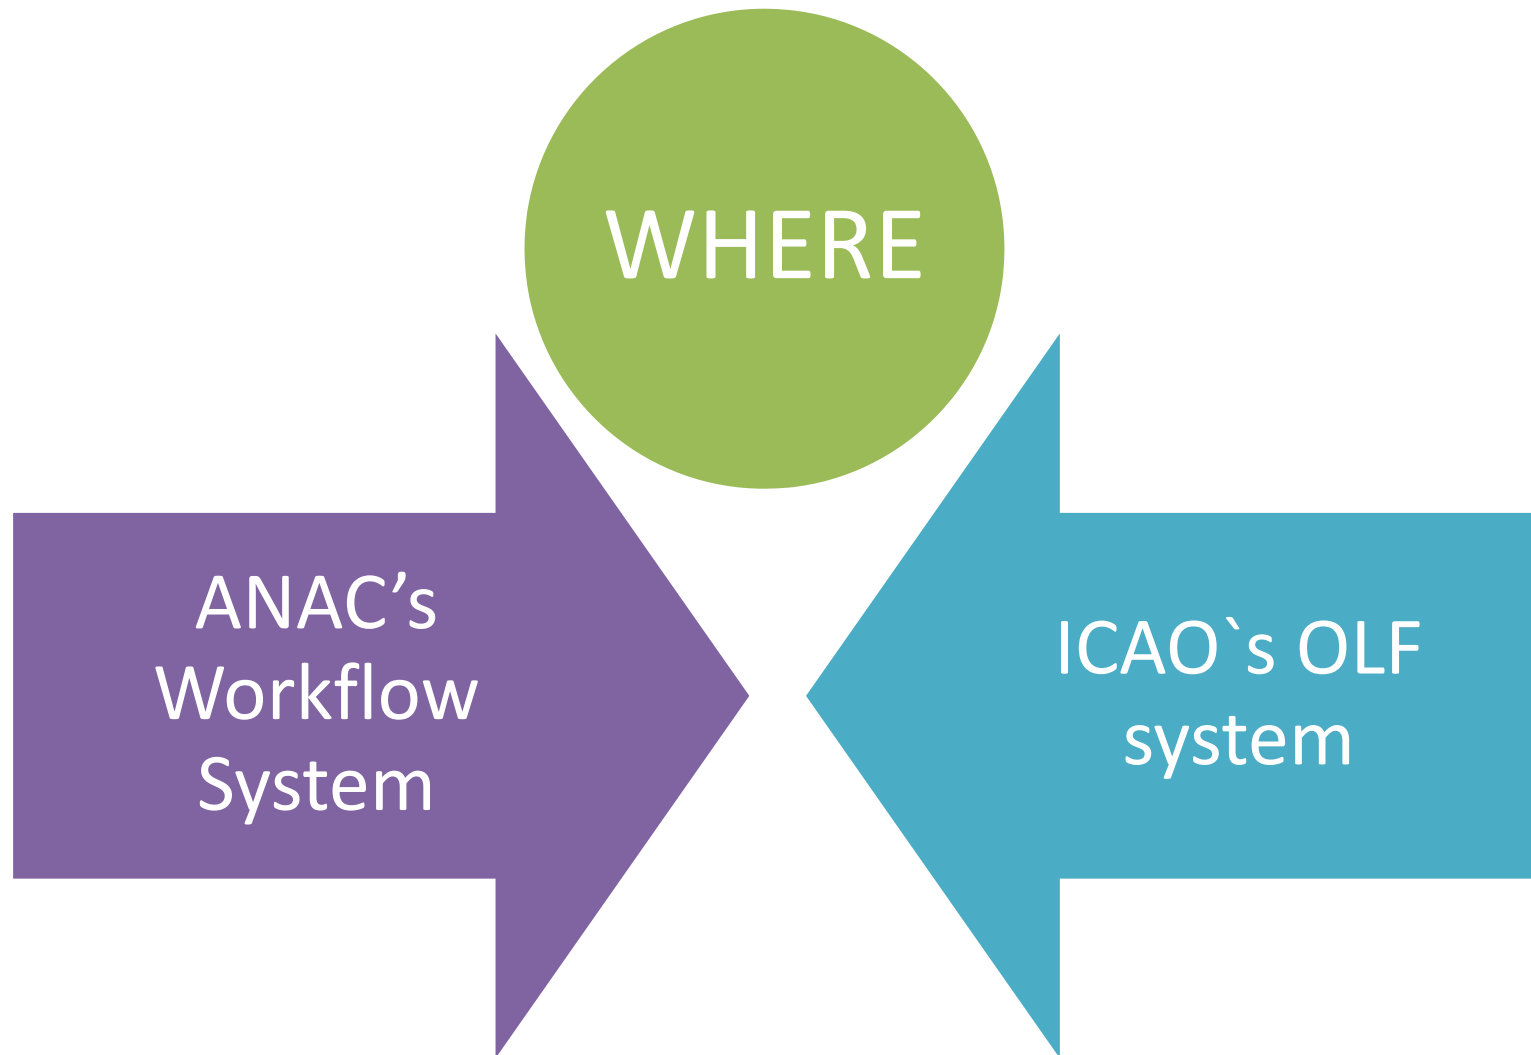 WHERE
ANAC’s
Workflow
System
ICAO`s OLF
system